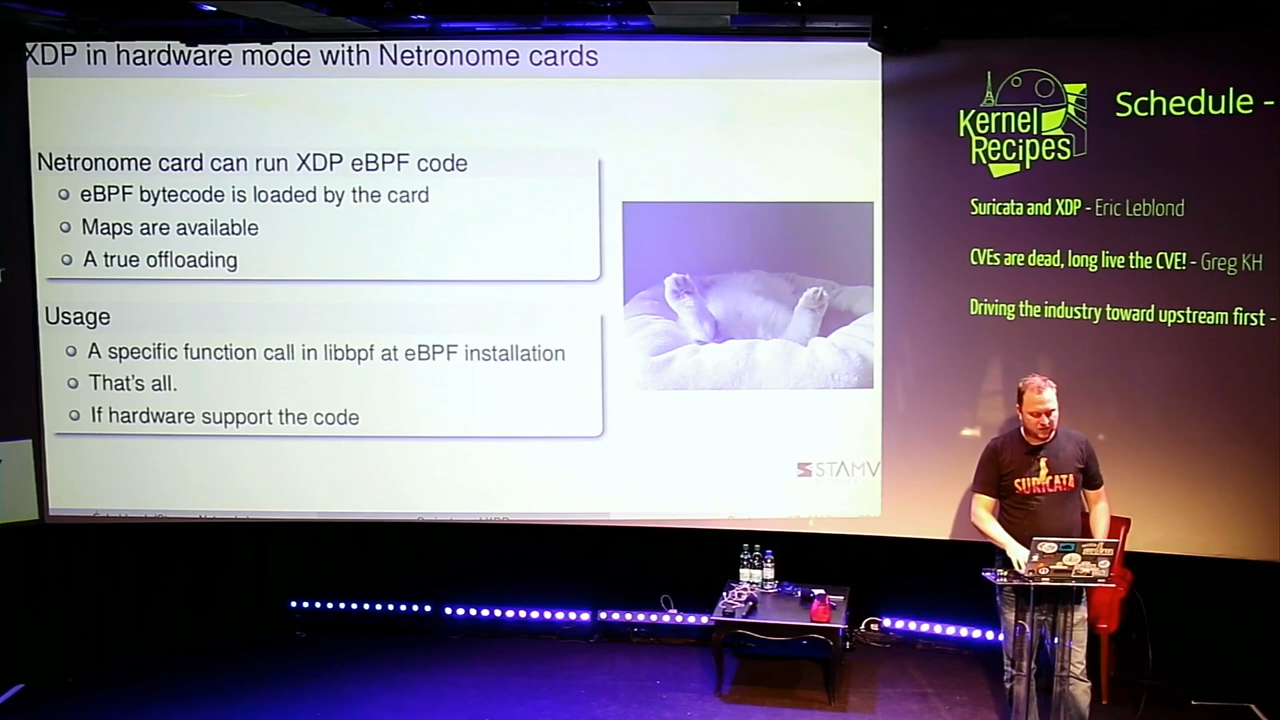 XDP in hardware mode with Netronome cards
Netronome card can run XDP eBPF code
eBPF bytecode is loaded by the card
Maps are available
A true offloading
Usage
A specific function call in libbpf at eBPF installation
That's all.
If hardware support the code
STAMV
Kernel
Recipes
Schedule -
Suricata and XDP - Eric Leblond
CVEs are dead, long live the CVE! - Greg KH
Driving the industry toward upstream first -
SURICATA